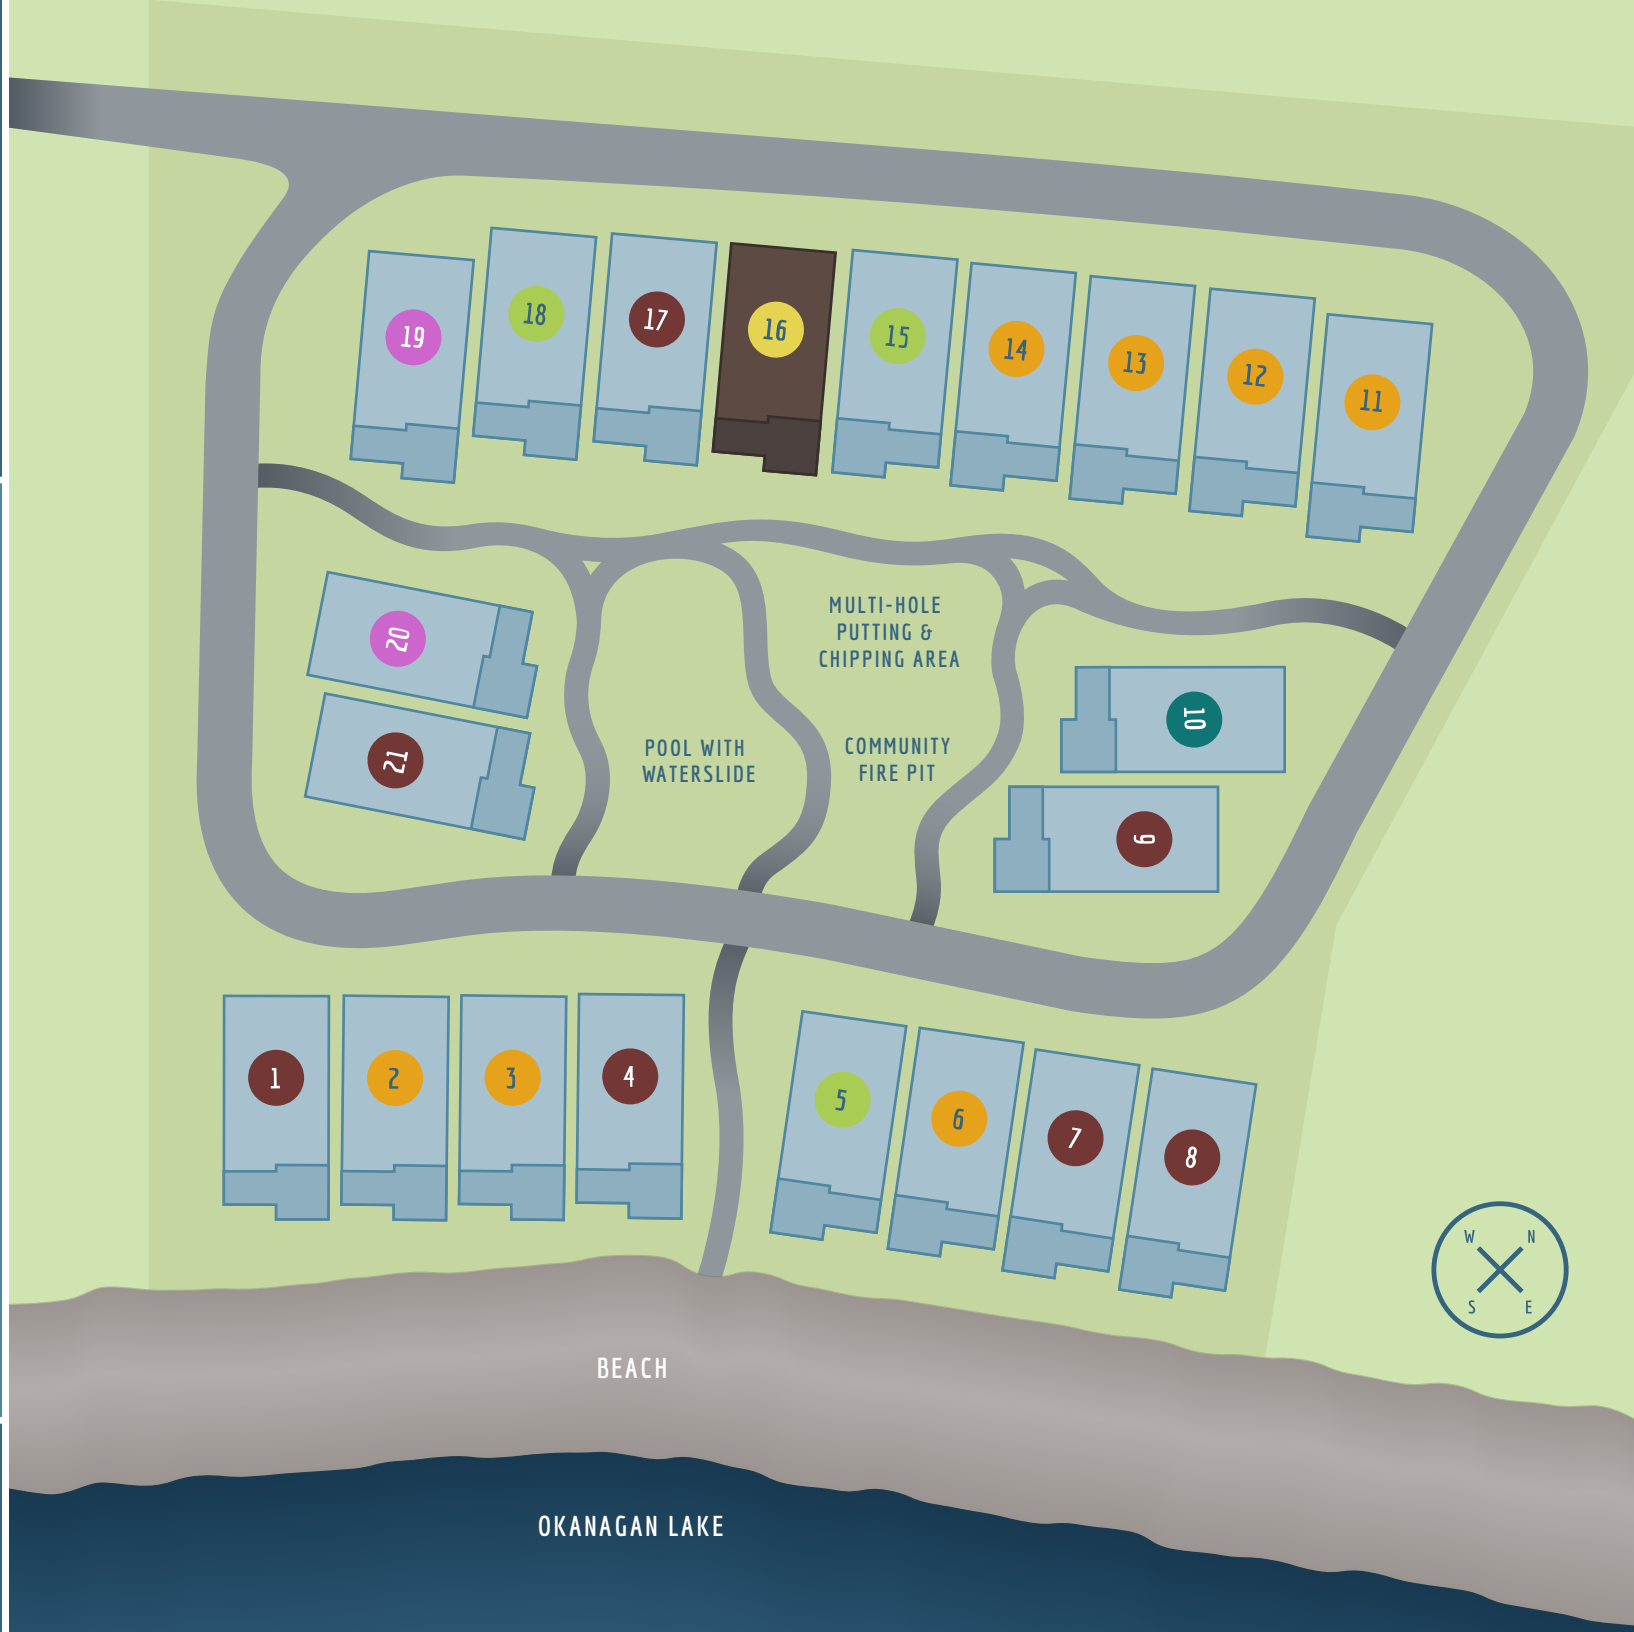 19
18
17
16
15
14
13
12
11
MULTI-HOLE
PUTTING &
CHIPPING AREA
20
21
POOL WITH
WATERSLIDE
COMMUNITY
FIRE PIT
10
9
1
2
3
4
5
6
7
8
W N
S E
BEACH
OKANAGAN LAKE